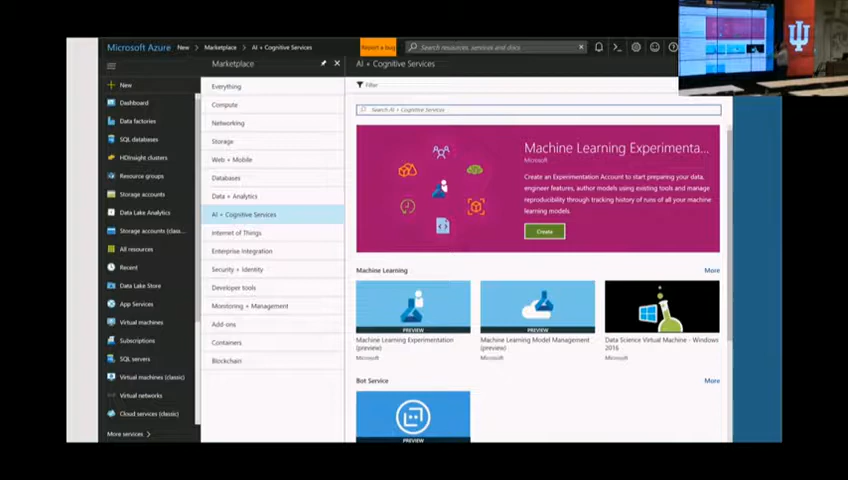 Microsoft Azure New > Marketplace > AI + Cognitive Services
Report a bug
Search resources, services and docs
Marketplace
AI + Cognitive Services
New
Dashboard
Data factories
SQL databases
HDInsight clusters
Resource groups
Storage accounts
Data Lake Analytics
Storage accounts (class...
All resources
Recent
Data Lake Store
App Services
Virtual machines
Subscriptions
SQL servers
Virtual machines (classic)
Virtual networks
Cloud services (classic)
More services >
Everything
Compute
Networking
Storage
Web + Mobile
Databases
Data + Analytics
AI + Cognitive Services
Internet of Things
Enterprise Integration
Security + Identity
Developer tools
Monitoring + Management
Add-ons
Containers
Blockchain
Filter
Search AI + Cognitive Services
Machine Learning Experimenta...
Microsoft
Create an Experimentation Account to start preparing your data,
engineer features, author models using existing tools and manage
reproducibility through tracking history of runs of all your machine
learning models.
Create
Machine Learning More
PREVIEW
PREVIEW
Machine Learning Experimentation
(preview)
Microsoft
Machine Learning Model Management
(preview)
Microsoft
Data Science Virtual Machine - Windows
2016
Microsoft
Bot Service More
PREVIEW